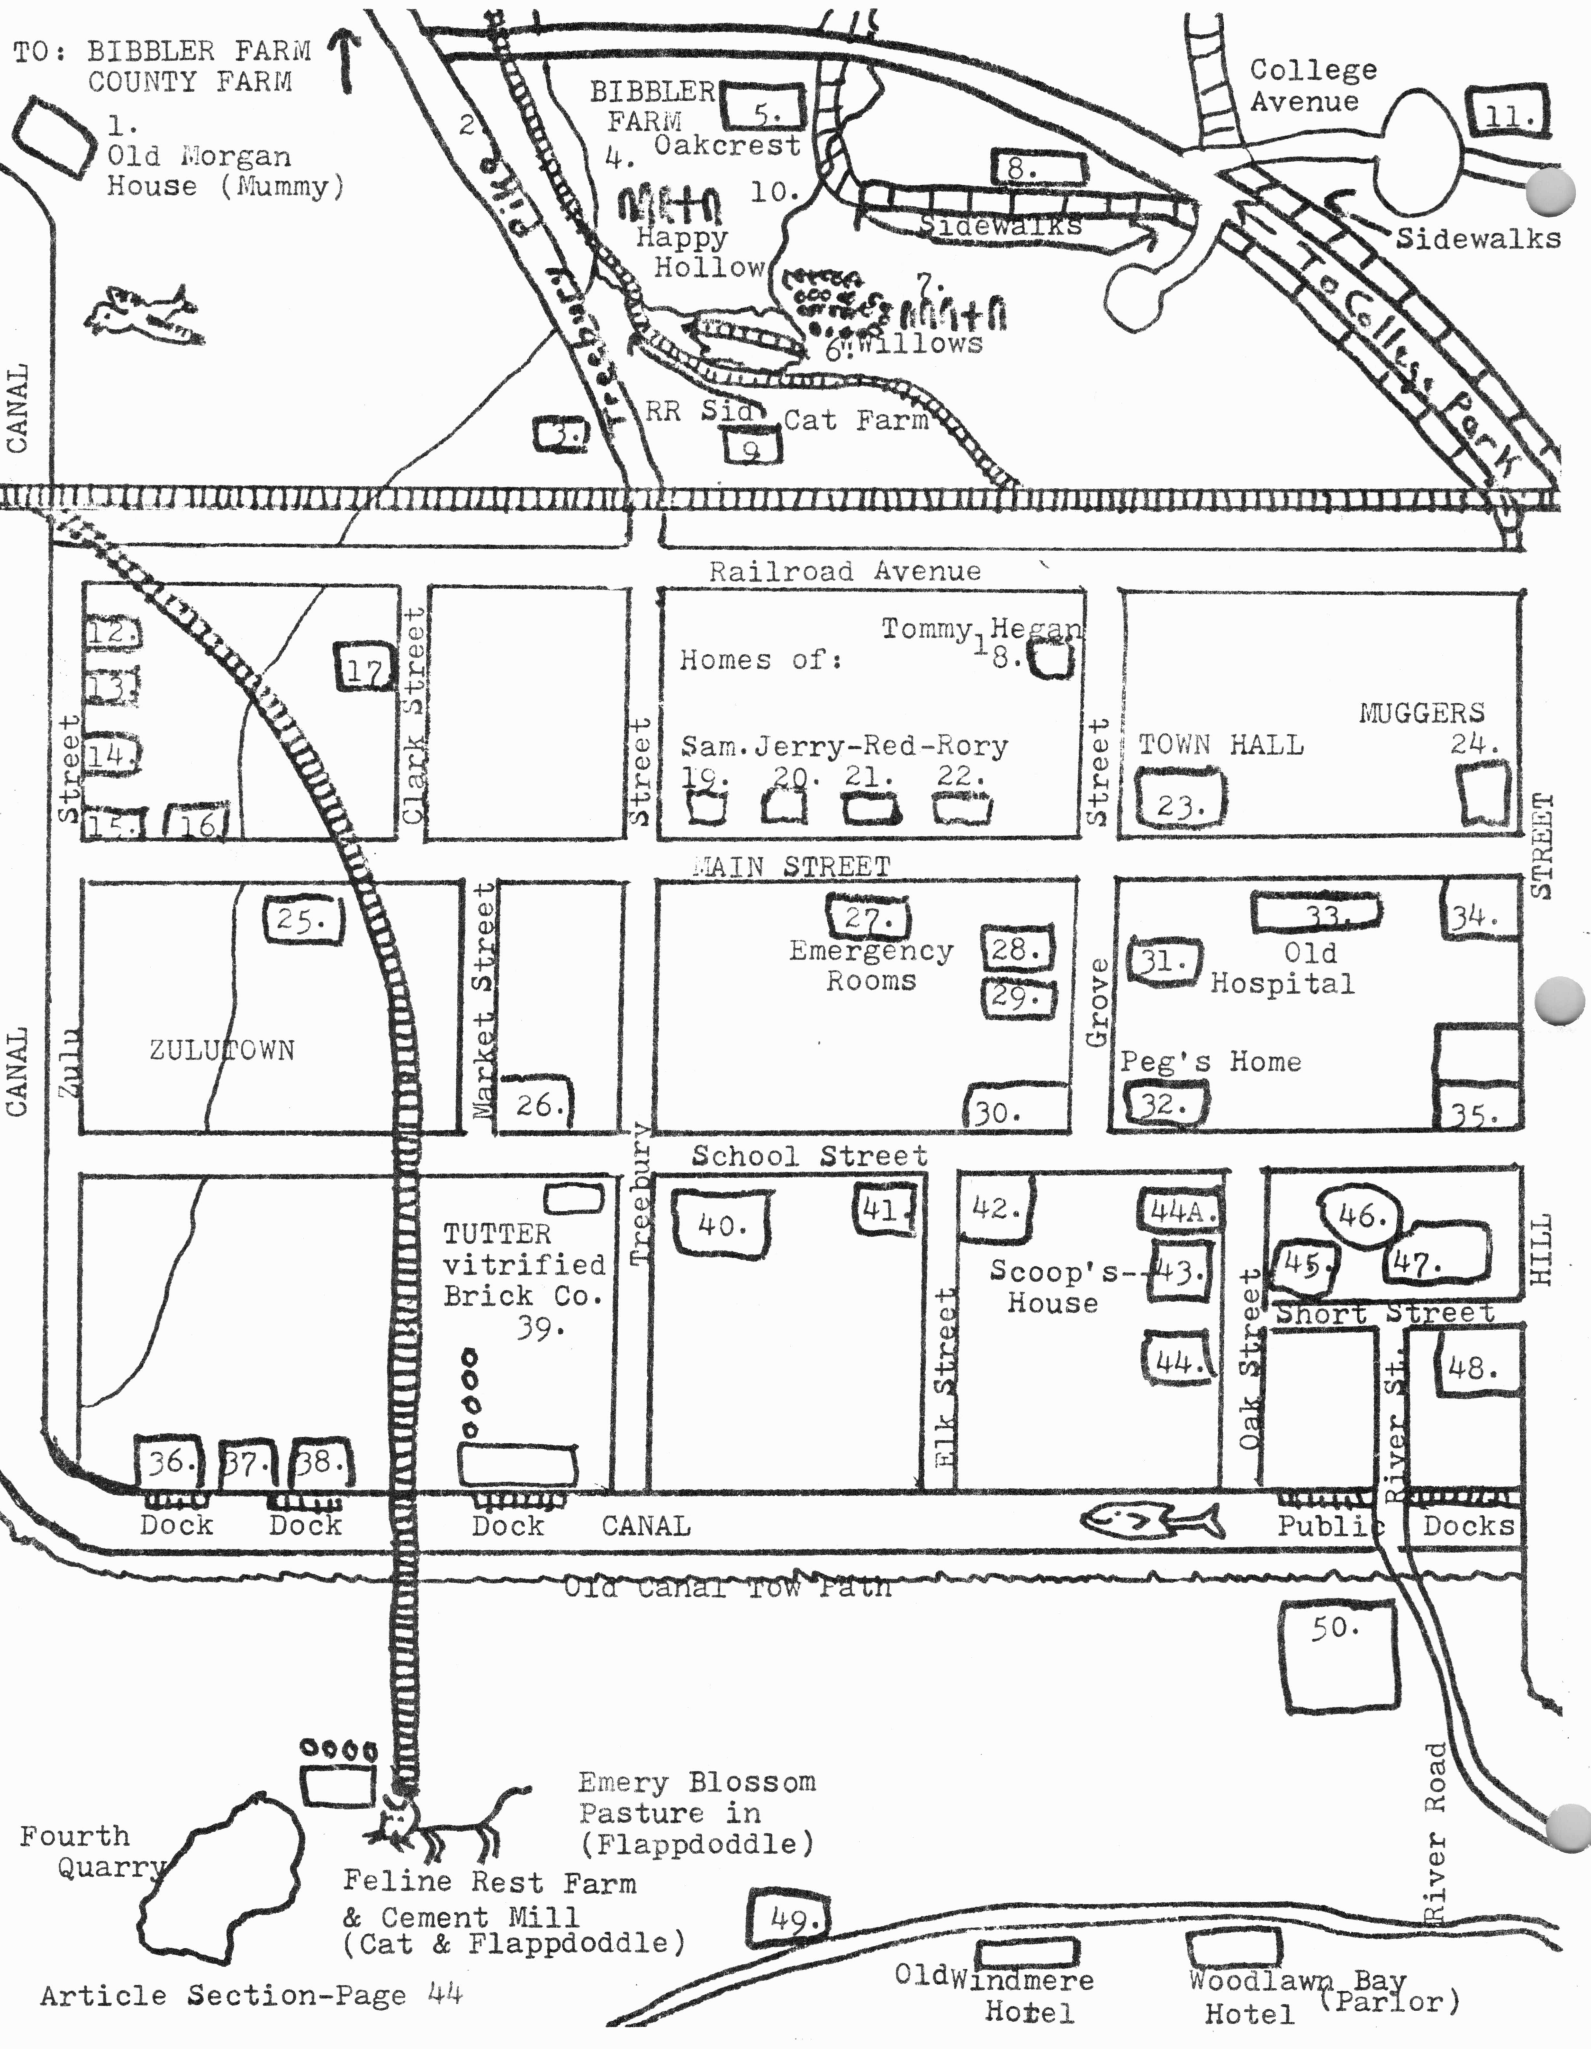 TO: BIBBLER FARM
COUNTY FARM
1.
Old Morgan
House (Mummy)
2.
Pike
Treebury
BIBBLER
FARM
4.
5.
Oakcrest
10.
Happy
Hollow
7.
6.
Willows
8.
Sidewalks
College
Avenue
11.
Sidewalks
To College Park
CANAL
3.
RR Sid.
9
Cat Farm
Railroad Avenue
12.
13.
14.
15.
16.
17.
Street
Clark Street
Street
Tommy Hegan
18.
Homes of:
Sam.Jerry-Red-Rory
19. 20. 21. 22.
Street
TOWN HALL
23.
MUGGERS
24.
STREET
MAIN STREET
25.
ZULUTOWN
CANAL
Zulu
Market Street
26.
27.
Emergency
Rooms
28.
29.
30.
Grove
31.
33.
Old
Hospital
34.
Peg's Home
32.
35.
School Street
Treebury
TUTTER
vitrified
Brick Co.
39.
40.
41.
42.
44A.
Scoop's--43.
House
44.
Elk Street
Oak Street
45.
46.
47.
Short Street
River St.
48.
HILL
36.
37.
38.
Dock
Dock
Dock
CANAL
Public Docks
Old Canal Tow Path
50.
River Road
Fourth
Quarry
Emery Blossom
Pasture in
(Flappdoddle)
Feline Rest Farm
& Cement Mill
(Cat & Flappdoddle)
49.
Old Windmere
Hotel
Woodlawn Bay
Hotel
(Parlor)
Article Section-Page 44